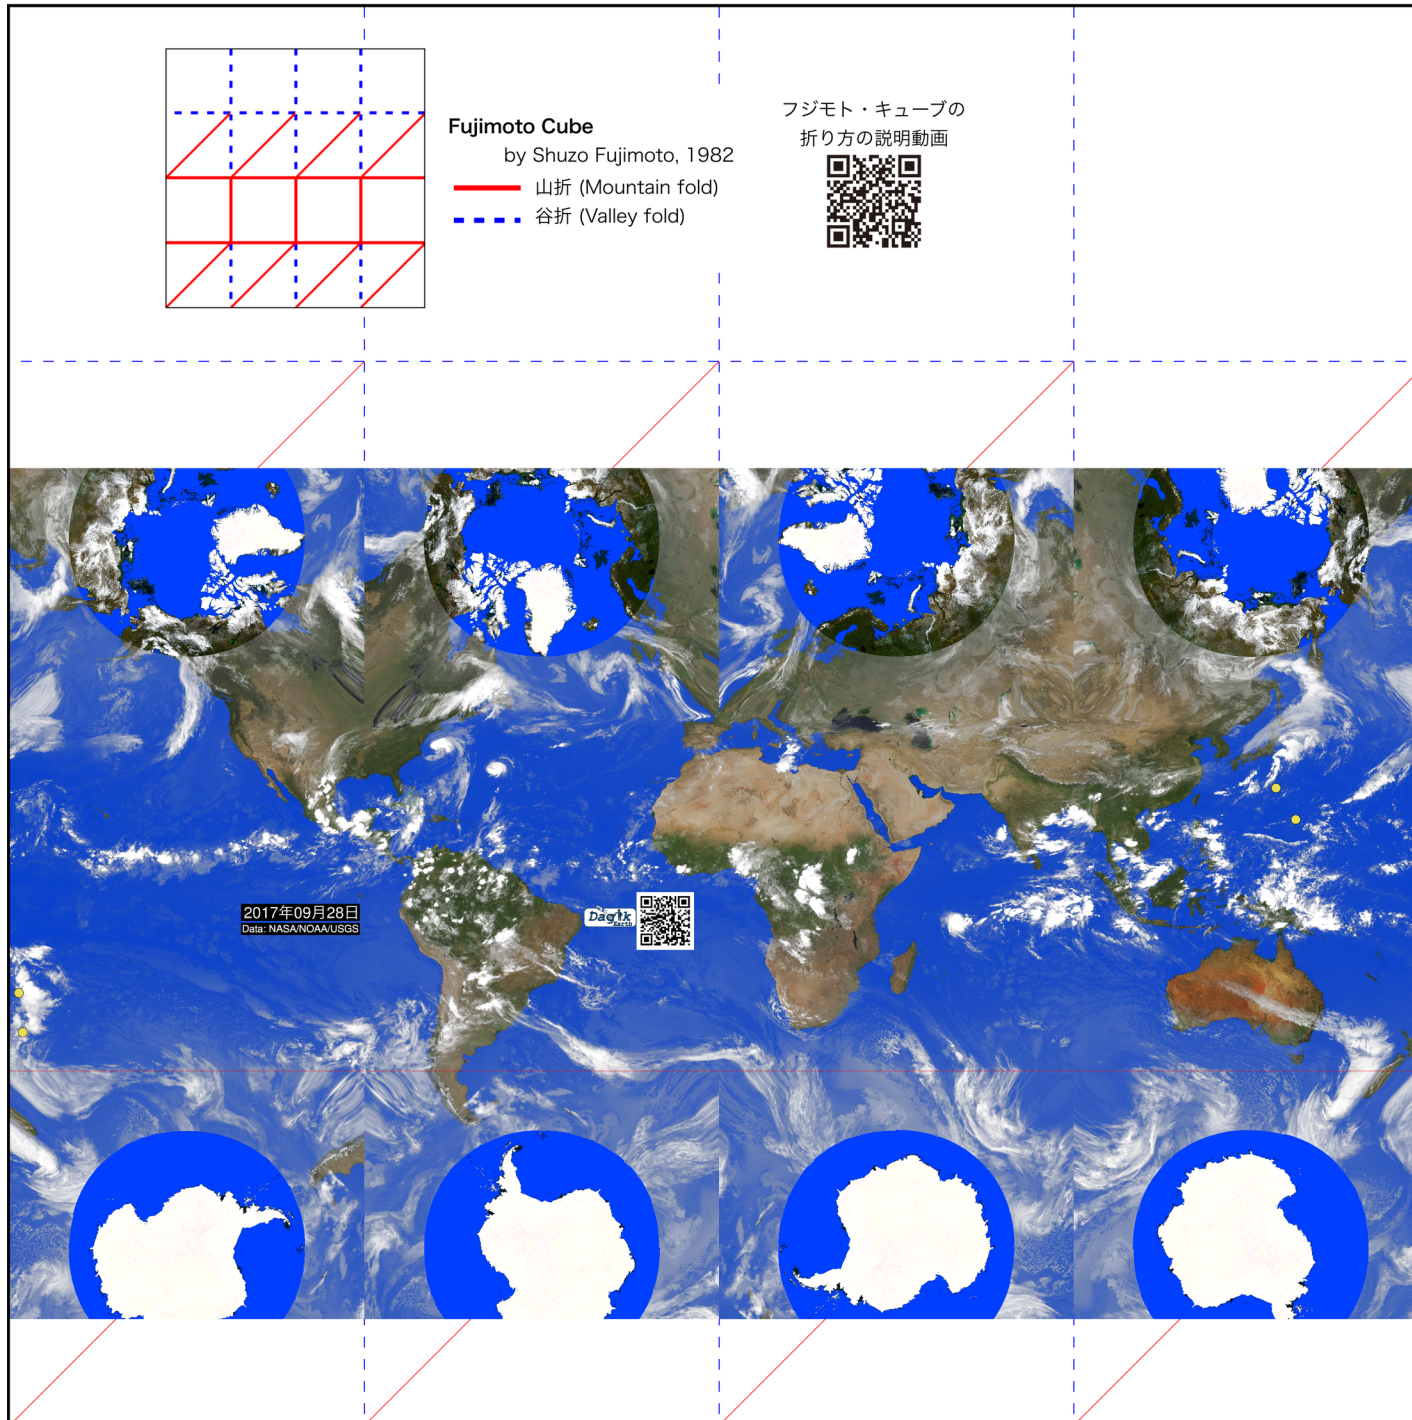 フジモト・キューブの
折り方の説明動画
Fujimoto Cube
by Shuzo Fujimoto, 1982
山折 (Mountain fold)
谷折 (Valley fold)
2017年09月28日
Data: NASA/NOAA/USGS
Dagik
Earth